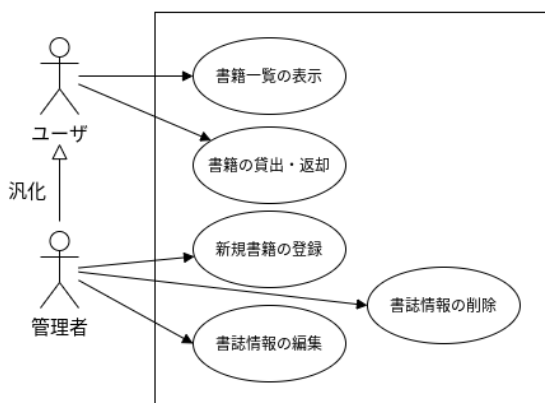 書籍一覧の表示
ユーザ
書籍の貸出・返却
汎化
新規書籍の登録
書誌情報の削除
管理者
書誌情報の編集